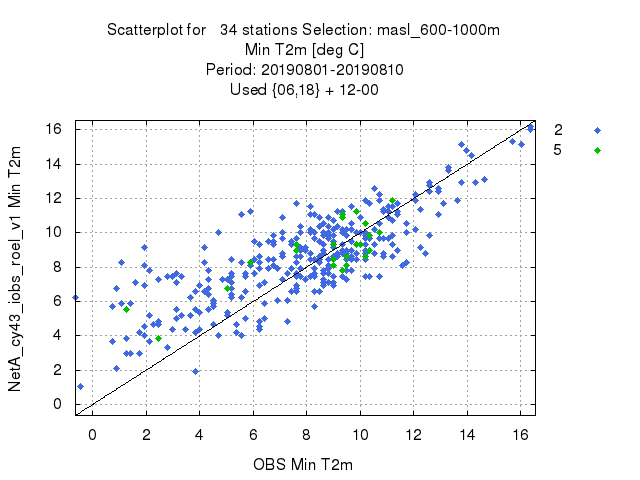 Scatterplot for 34 stations Selection: masl_600-1000m
Min T2m [deg C]
Period: 20190801-20190810
Used {06,18} + 12-00
2
5
NetA_cy43_iobs_roel_v1 Min T2m
16
14
12
10
8
6
4
2
0
0 2 4 6 8 10 12 14 16
OBS Min T2m